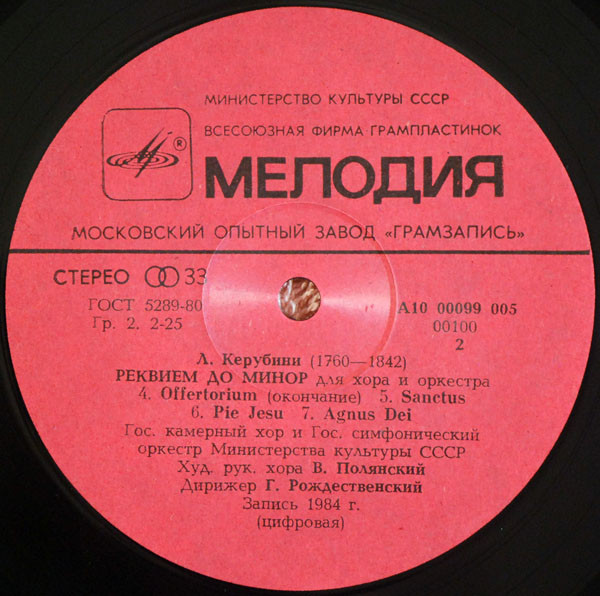 МИНИСТЕРСТВО КУЛЬТУРЫ СССР
ВСЕСОЮЗНАЯ ФИРМА ГРАМПЛАСТИНОК
®
МЕЛОДИЯ
МОСКОВСКИЙ ОПЫТНЫЙ ЗАВОД «ГРАМЗАПИСЬ»
СТЕРЕО 33
ГОСТ 5289-80
Гр. 2. 2-25
А10 00099 005
00100
2
Л. Керубини (1760—1842)
РЕКВИЕМ ДО МИНОР для хора и оркестра
4. Offertorium (окончание) 5. Sanctus
6. Pie Jesu 7. Agnus Dei
Гос. камерный хор и Гос. симфонический
оркестр Министерства культуры СССР
Худ. рук. хора В. Полянский
Дирижер Г. Рождественский
Запись 1984 г.
(цифровая)